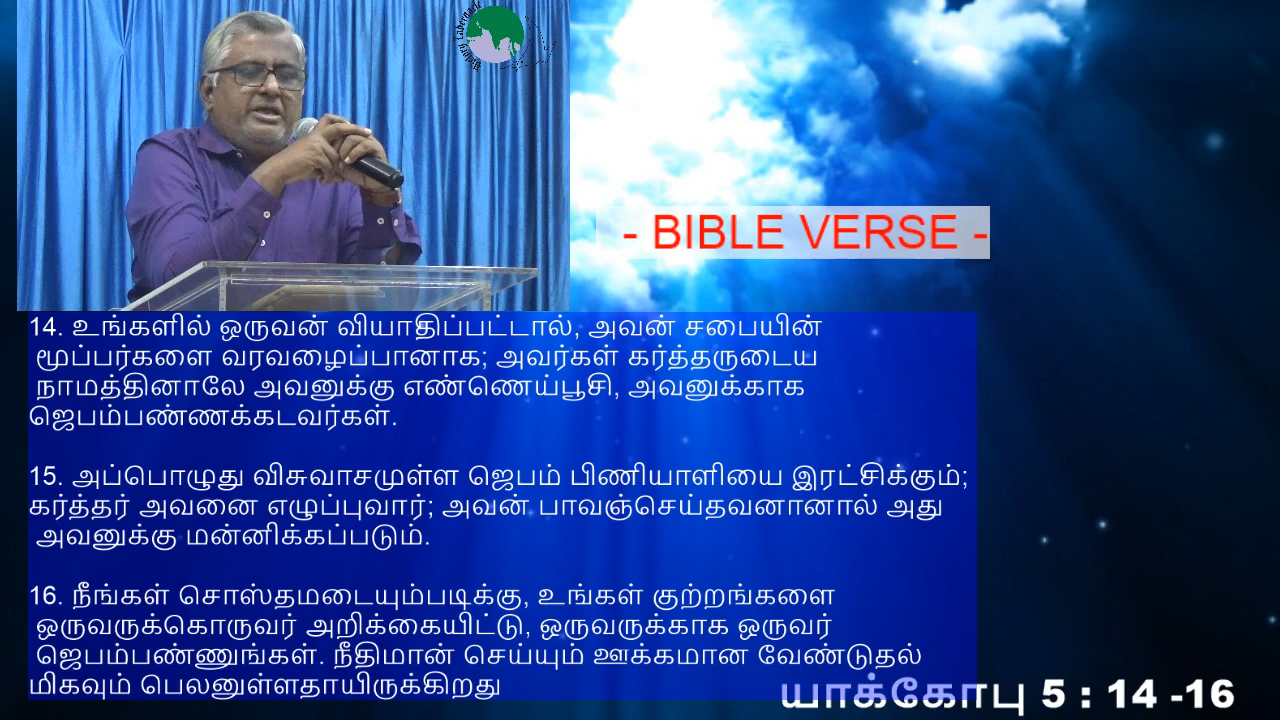 - BIBLE VERSE -
14. உங்களில் ஒருவன் வியாதிப்பட்டால், அவன் சபையின்
மூப்பர்களை வரவழைப்பானாக; அவர்கள் கர்த்தருடைய
நாமத்தினாலே அவனுக்கு எண்ணெய்பூசி, அவனுக்காக
ஜெபம்பண்ணக்கடவர்கள்.
15. அப்பொழுது விசுவாசமுள்ள ஜெபம் பிணியாளியை இரட்சிக்கும்;
கர்த்தர் அவனை எழுப்புவார்; அவன் பாவஞ்செய்தவனானால் அது
அவனுக்கு மன்னிக்கப்படும்.
16. நீங்கள் சொஸ்தமடையும்படிக்கு, உங்கள் குற்றங்களை
ஒருவருக்கொருவர் அறிக்கையிட்டு, ஒருவருக்காக ஒருவர்
ஜெபம்பண்ணுங்கள். நீதிமான் செய்யும் ஊக்கமான வேண்டுதல்
மிகவும் பெலனுள்ளதாயிருக்கிறது
யாக்கோபு 5 : 14 -16